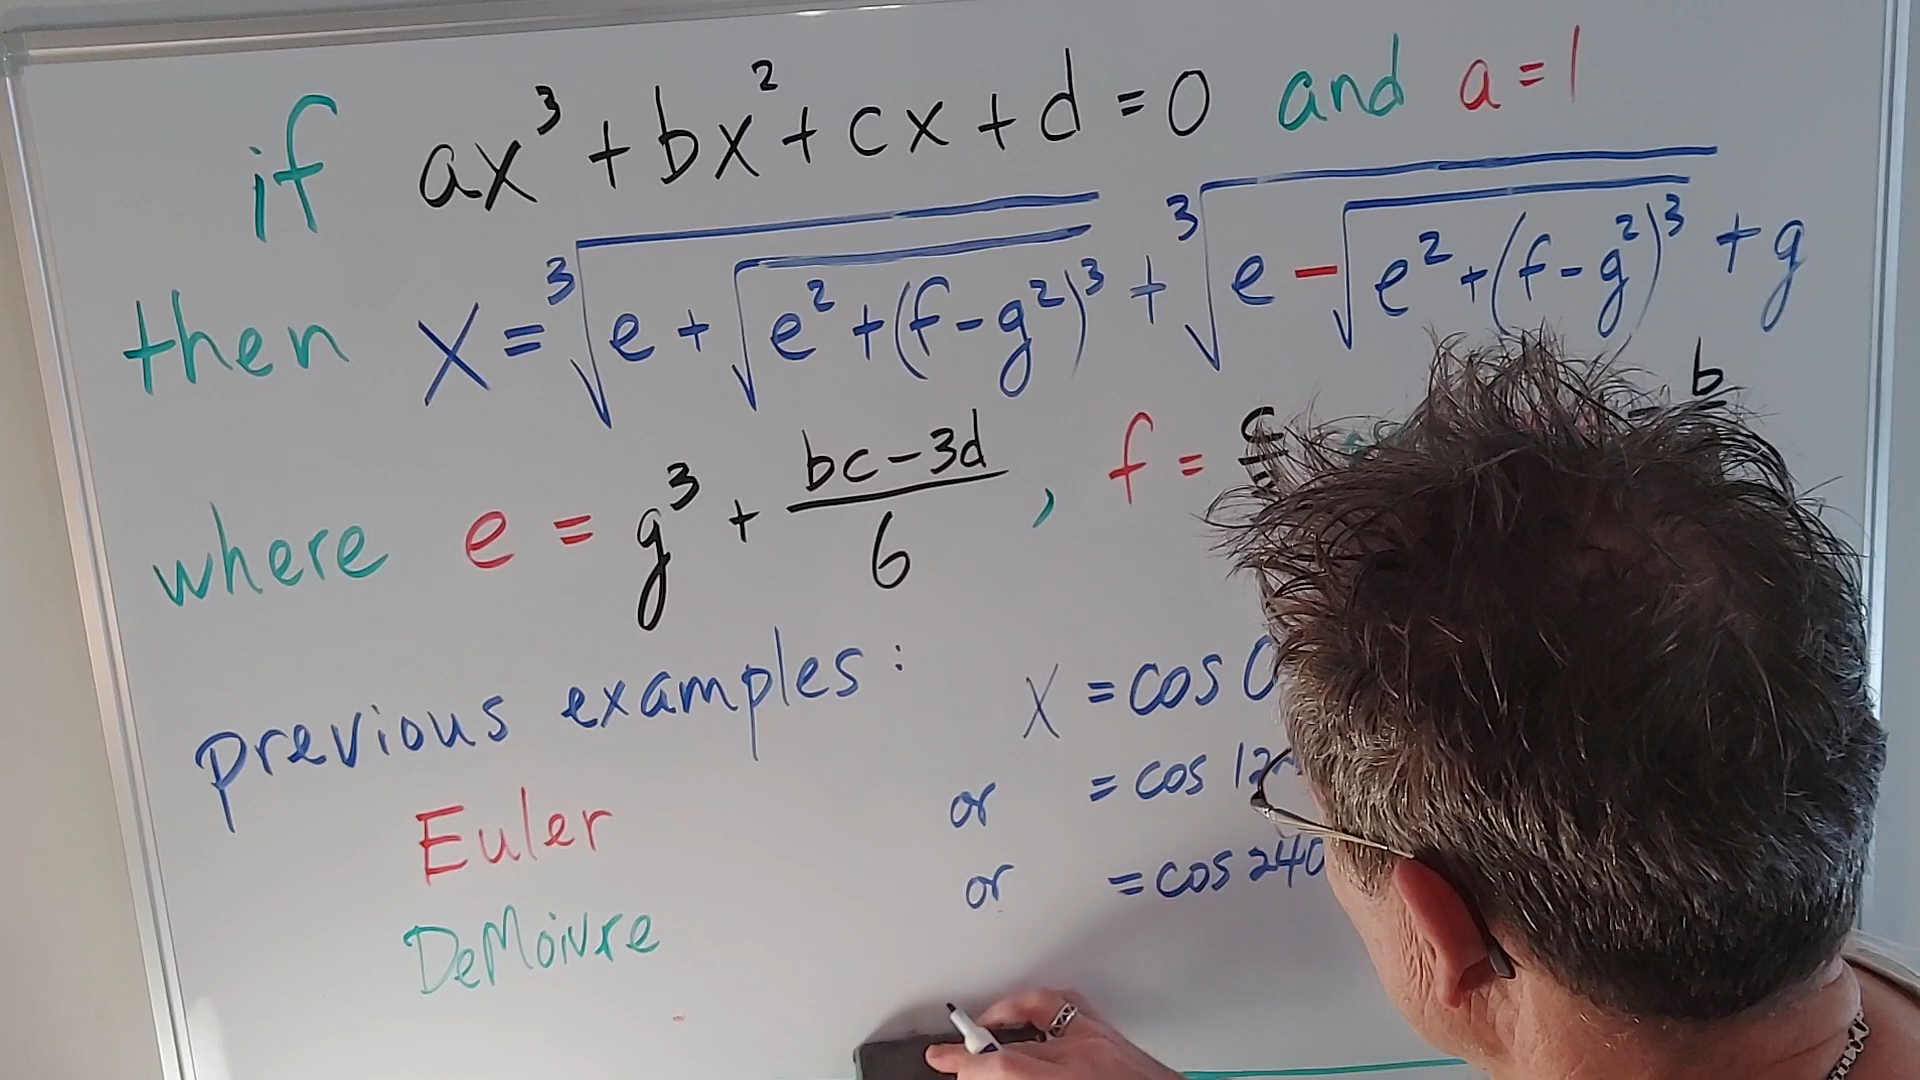 if ax³ + bx² + cx + d = 0 and a = 1
then x = ³√(e + √(e² + (f - g²)³)) + ³√(e - √(e² + (f - g²)³)) + g
where e = g³ + (bc - 3d)/6 , f = c/ - b
previous examples :
x = cos
or = cos
Euler
or = cos 240
DeMoivre